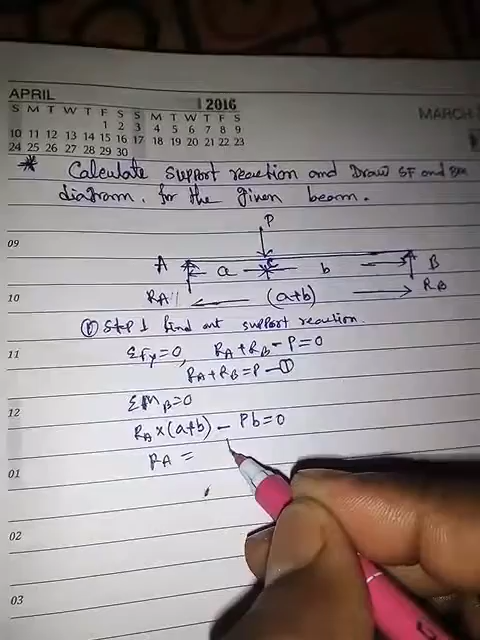 APRIL
2016
S M T W T F S S M T W T F S
1 2 3 4 5 6 7 8 9
10 11 12 13 14 15 16 17 18 19 20 21 22 23
24 25 26 27 28 29 30
MARCH
* Calculate support reaction and Draw SF and BM
diagram. for the given beam.
P
09
A a c b B
10
RA (a+b) RB
① Step 1 find out support reaction.
11
ΣFy=0, RA+RB-P=0
RA+RB=P-①
12
ΣMB=0
RA×(a+b) - Pb=0
RA =
01
02
03